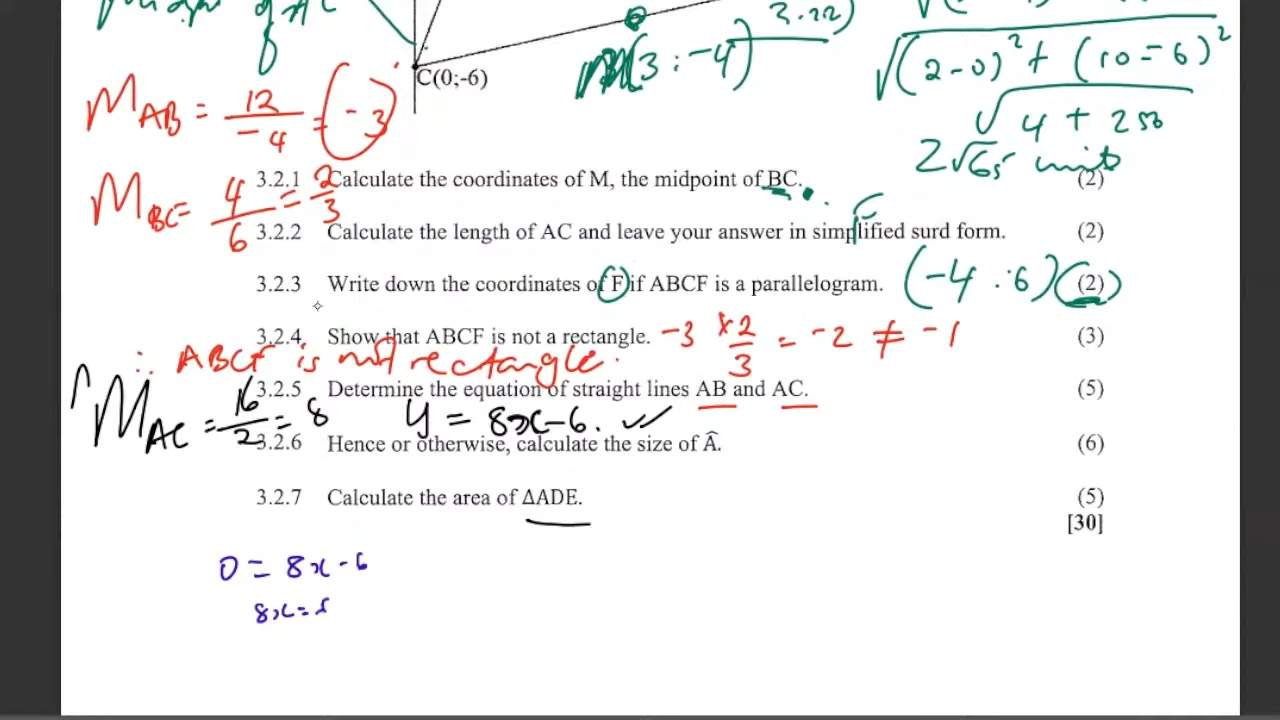 C(0;-6)
M(3 ; -4)
3.22)
√(2-0)² + (10 - -6)²
√4 + 256
2√65 units
M_AB = 12/-4 = (-3)
M_BC = 4/6 = 2/3
3.2.1 Calculate the coordinates of M, the midpoint of BC. (2)
3.2.2 Calculate the length of AC and leave your answer in simplified surd form. (2)
F
3.2.3 Write down the coordinates of F if ABCF is a parallelogram. (2)
(-4 ; 6)
3.2.4 Show that ABCF is not a rectangle. (3)
-3 × 2/3 = -2 ≠ -1
∴ ABCF is not rectangle.
3.2.5 Determine the equation of straight lines AB and AC. (5)
M_AC = 16/2 = 8 y = 8x - 6.
3.2.6 Hence or otherwise, calculate the size of Â. (6)
3.2.7 Calculate the area of ΔADE. (5)
[30]
0 = 8x - 6
8x =